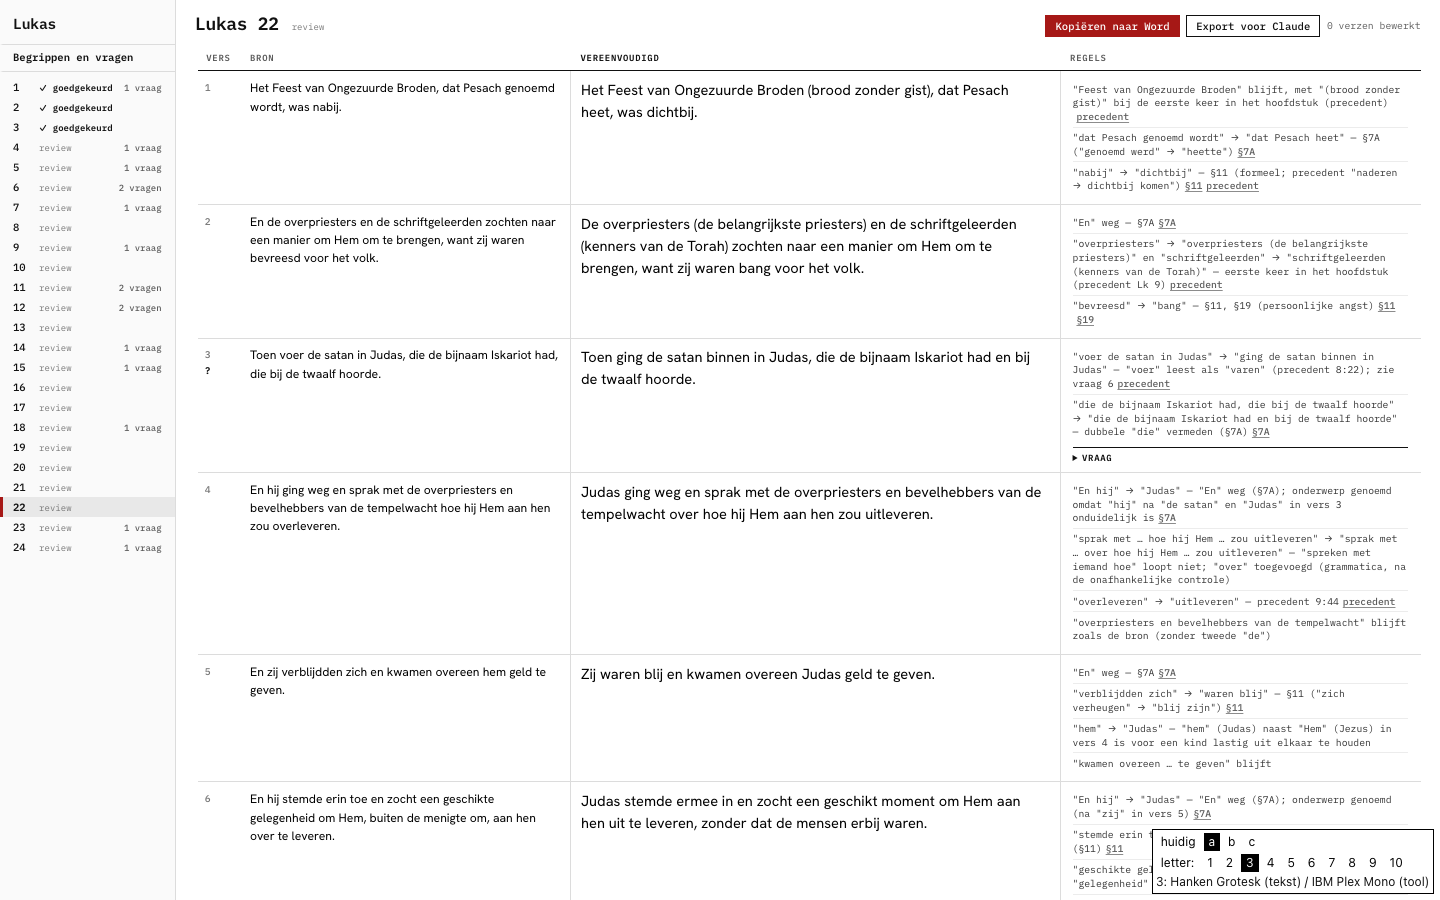 Lukas
Begrippen en vragen
1 ✓ goedgekeurd 1 vraag
2 ✓ goedgekeurd
3 ✓ goedgekeurd
4 review 1 vraag
5 review 1 vraag
6 review 2 vragen
7 review 1 vraag
8 review
9 review 1 vraag
10 review
11 review 2 vragen
12 review 2 vragen
13 review
14 review 1 vraag
15 review 1 vraag
16 review
17 review
18 review 1 vraag
19 review
20 review
21 review
22 review
23 review 1 vraag
24 review 1 vraag
Lukas 22 review
Kopiëren naar Word Export voor Claude 0 verzen bewerkt
VERS BRON VEREENVOUDIGD REGELS
1
Het Feest van Ongezuurde Broden, dat Pesach genoemd
wordt, was nabij.
Het Feest van Ongezuurde Broden (brood zonder gist), dat Pesach
heet, was dichtbij.
"Feest van Ongezuurde Broden" blijft, met "(brood zonder
gist)" bij de eerste keer in het hoofdstuk (precedent)
precedent
"dat Pesach genoemd wordt" → "dat Pesach heet" — §7A
("genoemd werd" → "heette") §7A
"nabij" → "dichtbij" — §11 (formeel; precedent "naderen
→ dichtbij komen") §11 precedent
2
En de overpriesters en de schriftgeleerden zochten naar
een manier om Hem om te brengen, want zij waren
bevreesd voor het volk.
De overpriesters (de belangrijkste priesters) en de schriftgeleerden
(kenners van de Torah) zochten naar een manier om Hem om te
brengen, want zij waren bang voor het volk.
"En" weg — §7A §7A
"overpriesters" → "overpriesters (de belangrijkste
priesters)" en "schriftgeleerden" → "schriftgeleerden
(kenners van de Torah)" — eerste keer in het hoofdstuk
(precedent Lk 9) precedent
"bevreesd" → "bang" — §11, §19 (persoonlijke angst) §11
§19
3
?
Toen voer de satan in Judas, die de bijnaam Iskariot had,
die bij de twaalf hoorde.
Toen ging de satan binnen in Judas, die de bijnaam Iskariot had en bij
de twaalf hoorde.
"voer de satan in Judas" → "ging de satan binnen in
Judas" — "voer" leest als "varen" (precedent 8:22); zie
vraag 6 precedent
"die de bijnaam Iskariot had, die bij de twaalf hoorde"
→ "die de bijnaam Iskariot had en bij de twaalf hoorde"
— dubbele "die" vermeden (§7A) §7A
▶ VRAAG
4
En hij ging weg en sprak met de overpriesters en
bevelhebbers van de tempelwacht hoe hij Hem aan hen
zou overleveren.
Judas ging weg en sprak met de overpriesters en bevelhebbers van de
tempelwacht over hoe hij Hem aan hen zou uitleveren.
"En hij" → "Judas" — "En" weg (§7A); onderwerp genoemd
omdat "hij" na "de satan" en "Judas" in vers 3
onduidelijk is §7A
"sprak met … hoe hij Hem … zou uitleveren" → "sprak met
… over hoe hij Hem … zou uitleveren" — "spreken met
iemand hoe" loopt niet; "over" toegevoegd (grammatica, na
de onafhankelijke controle)
"overleveren" → "uitleveren" — precedent 9:44 precedent
"overpriesters en bevelhebbers van de tempelwacht" blijft
zoals de bron (zonder tweede "de")
5
En zij verblijdden zich en kwamen overeen hem geld te
geven.
Zij waren blij en kwamen overeen Judas geld te geven.
"En" weg — §7A §7A
"verblijdden zich" → "waren blij" — §11 ("zich
verheugen" → "blij zijn") §11
"hem" → "Judas" — "hem" (Judas) naast "Hem" (Jezus) in
vers 4 is voor een kind lastig uit elkaar te houden
"kwamen overeen … te geven" blijft
6
En hij stemde erin toe en zocht een geschikte
gelegenheid om Hem, buiten de menigte om, aan hen
over te leveren.
Judas stemde ermee in en zocht een geschikt moment om Hem aan
hen uit te leveren, zonder dat de mensen erbij waren.
"En hij" → "Judas" — "En" weg (§7A); onderwerp genoemd
(na "zij" in vers 5) §7A
"stemde erin
(§11) §11
"geschikte
"gelegenheid"
huidig a b c
letter: 1 2 3 4 5 6 7 8 9 10
3: Hanken Grotesk (tekst) / IBM Plex Mono (tool)